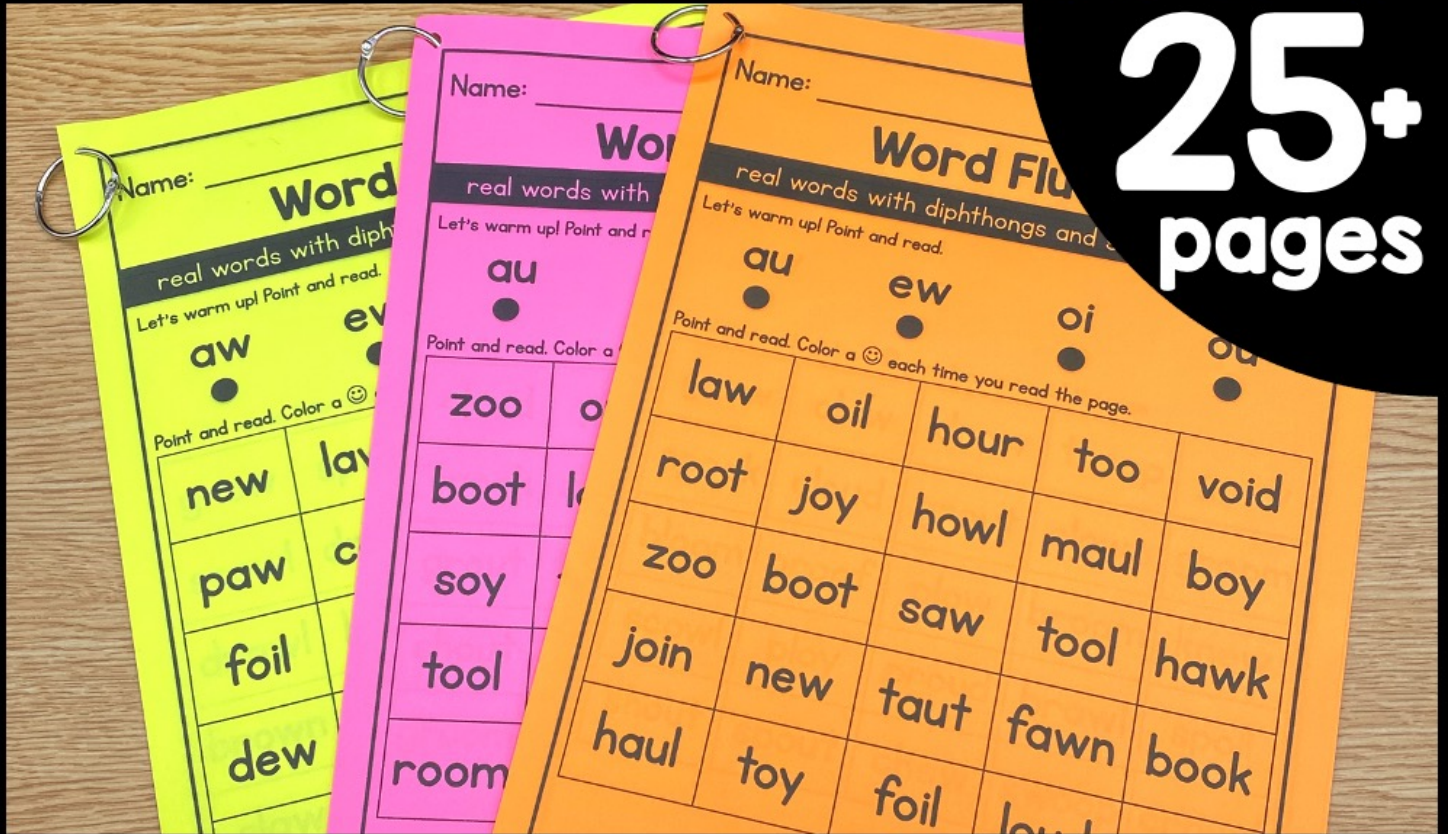 25+
pages
Name:
Word
real words with diph
Let's warm up! Point and read.
aw
Point and read. Color a ☺
new
paw
foil
dew
Name:
real words with
Let's warm up! Point and r
au
Point and read. Color a
zoo
boot
soy
tool
room
Name:
Word Flu
real words with diphthongs and
Let's warm up! Point and read.
au ew oi ou
Point and read. Color a ☺ each time you read the page.
law oil hour too void
root joy howl maul boy
zoo boot saw tool hawk
join new taut fawn book
haul toy foil